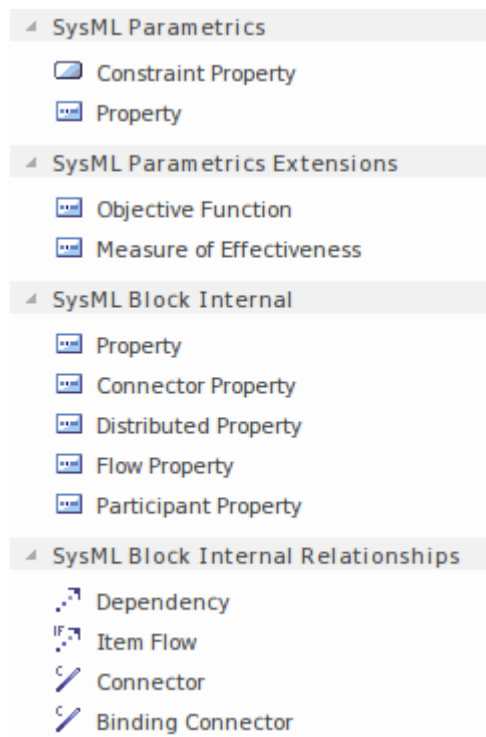 SysML Parametrics
Constraint Property
Property
SysML Parametrics Extensions
Objective Function
Measure of Effectiveness
SysML Block Internal
Property
Connector Property
Distributed Property
Flow Property
Participant Property
SysML Block Internal Relationships
Dependency
IF Item Flow
C Connector
C Binding Connector